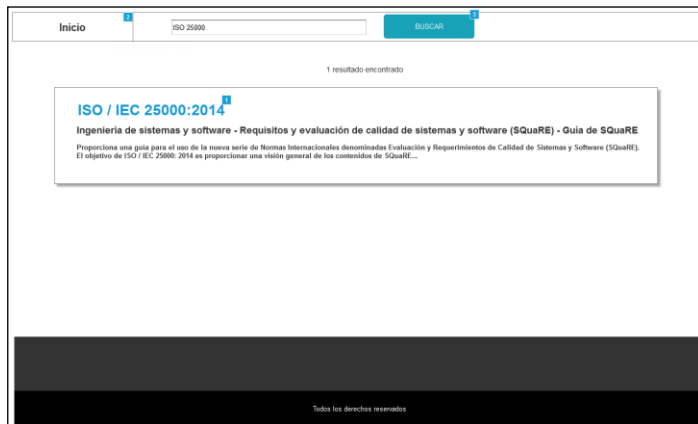 Inicio
2
ISO 25000
BUSCAR
3
1 resultado encontrado
ISO / IEC 25000:2014
1
Ingeniería de sistemas y software - Requisitos y evaluación de calidad de sistemas y software (SQuaRE) - Guía de SQuaRE
Proporciona una guía para el uso de la nueva serie de Normas Internacionales denominadas Evaluación y Requerimientos de Calidad de Sistemas y Software (SQuaRE).
El objetivo de ISO / IEC 25000: 2014 es proporcionar una visión general de los contenidos de SQuaRE...
Todos los derechos reservados